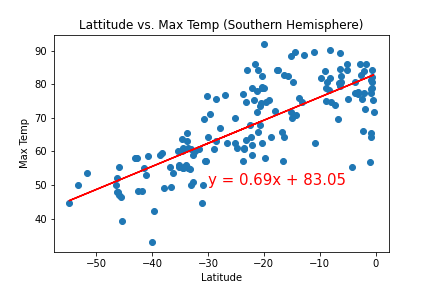 Lattitude vs. Max Temp (Southern Hemisphere)
90
80
70
60
50
40
Max Temp
y = 0.69x + 83.05
−50 −40 −30 −20 −10 0
Latitude